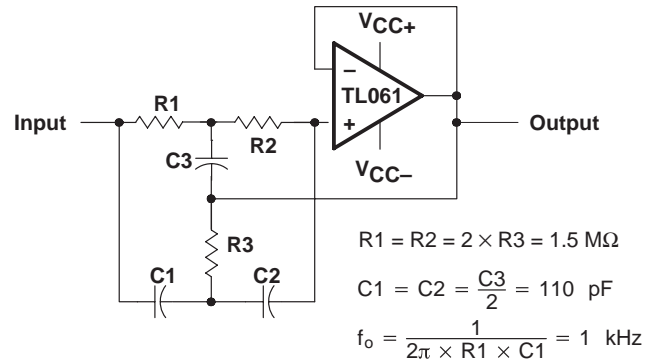 VCC+
−
TL061
R1
Input
R2
+
Output
C3
VCC−
R3
R1 = R2 = 2 × R3 = 1.5 MΩ
C1
C2
C1 = C2 = C3/2 = 110 pF
fo = 1/(2π × R1 × C1) = 1 kHz